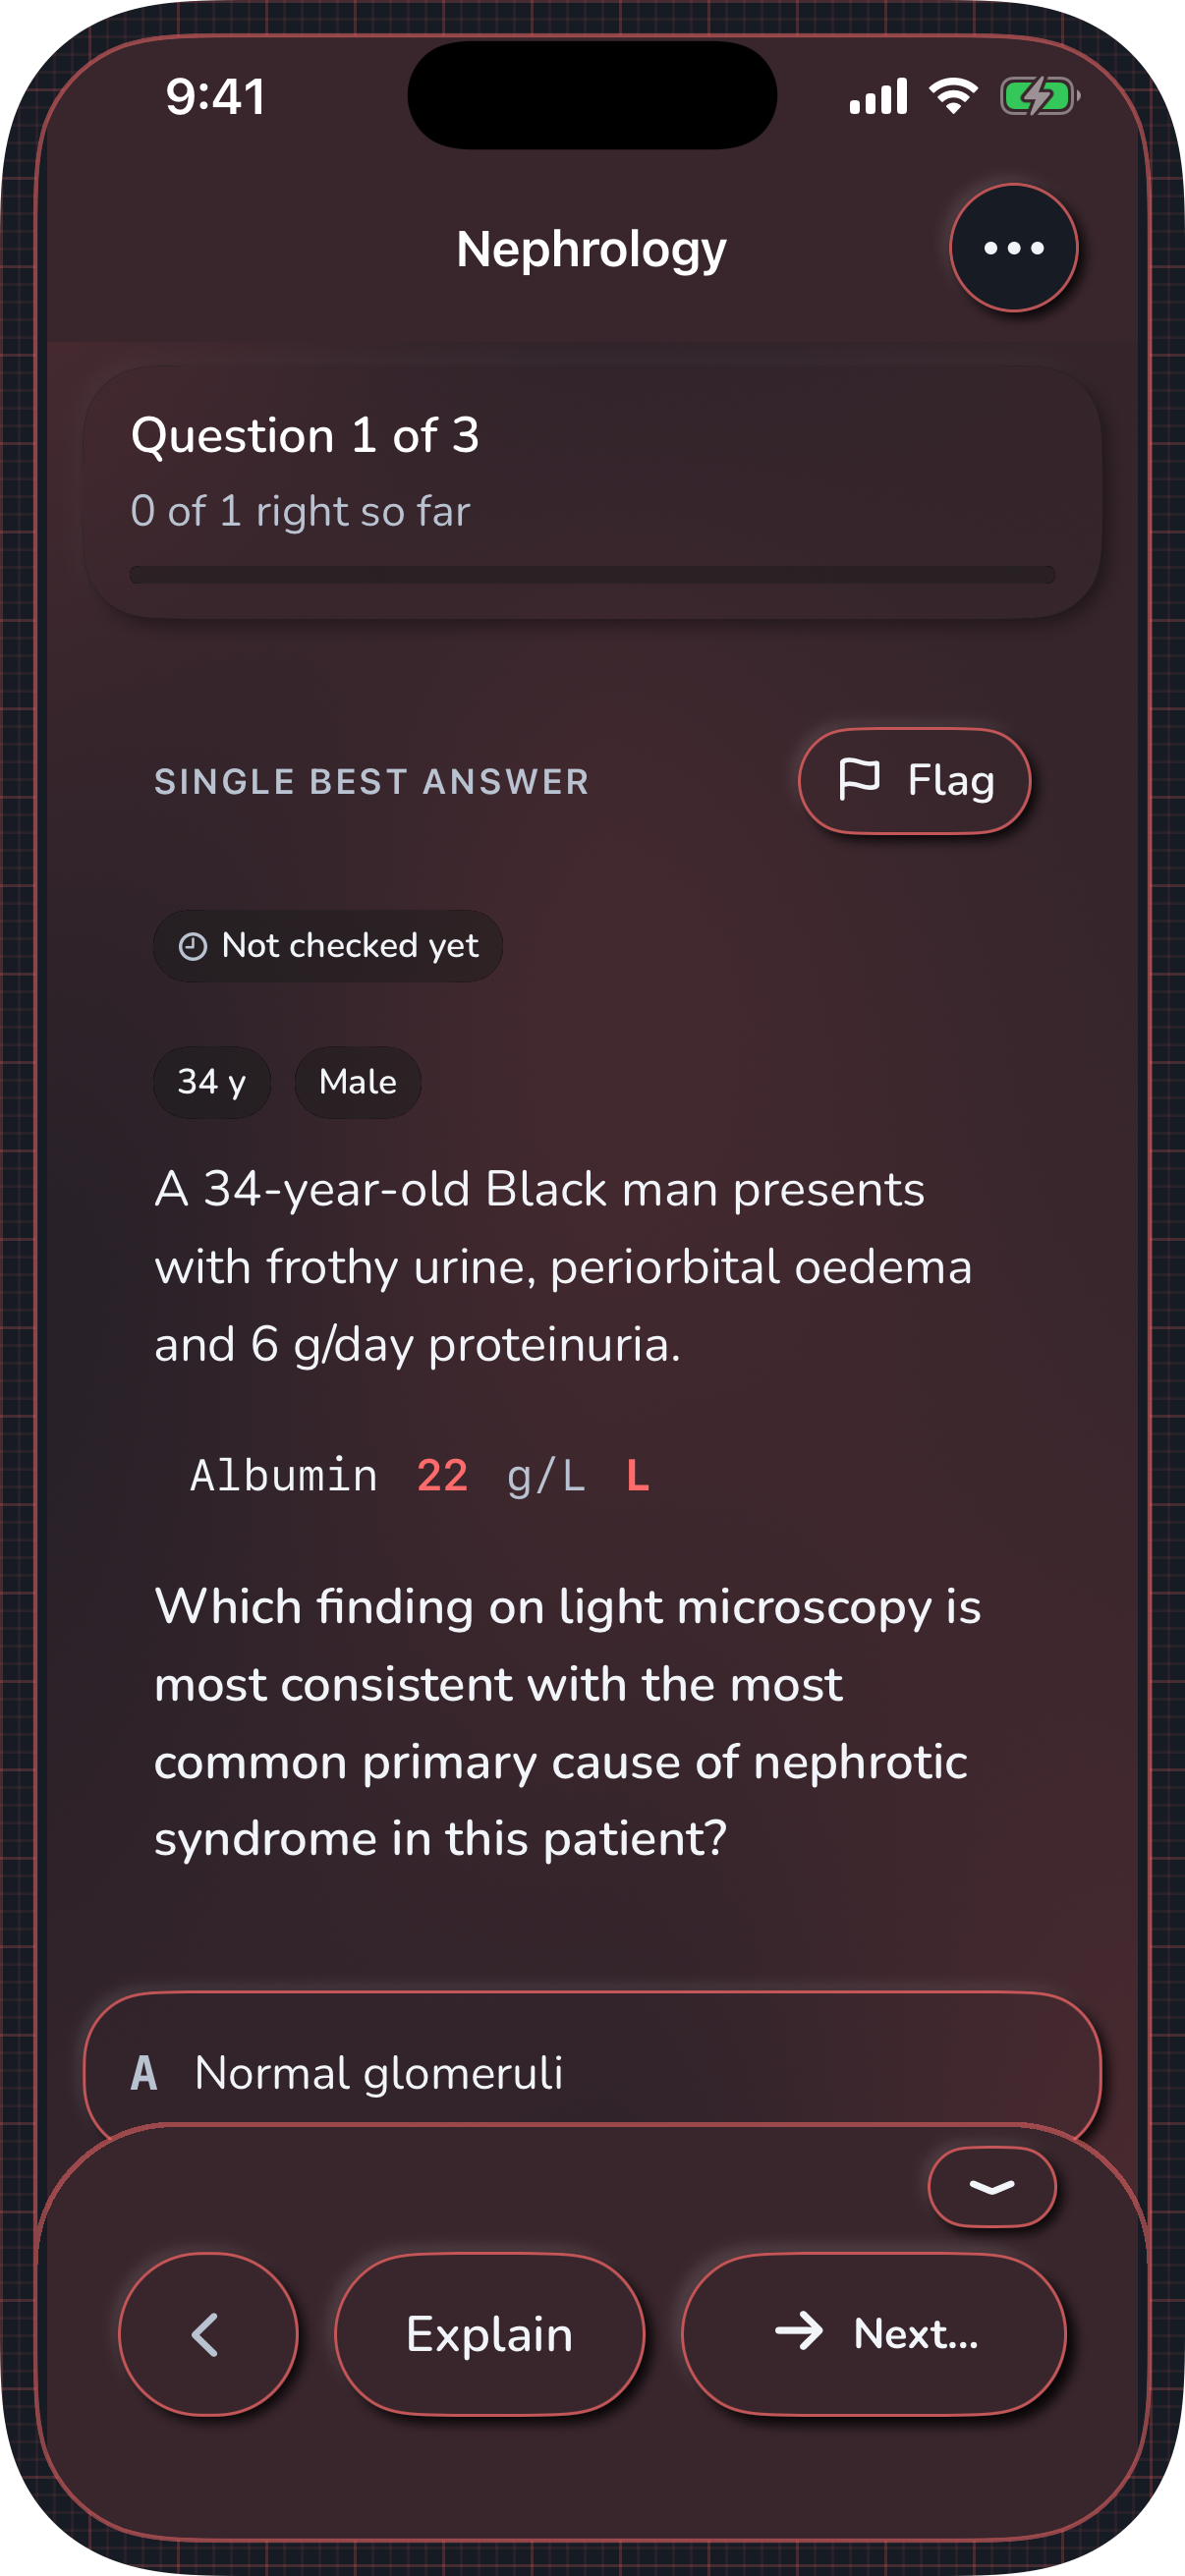 9:41
Nephrology
Question 1 of 3
0 of 1 right so far
SINGLE BEST ANSWER
Flag
Not checked yet
34 y Male
A 34-year-old Black man presents
with frothy urine, periorbital oedema
and 6 g/day proteinuria.
Albumin 22 g/L L
Which finding on light microscopy is
most consistent with the most
common primary cause of nephrotic
syndrome in this patient?
A Normal glomeruli
Explain
Next...